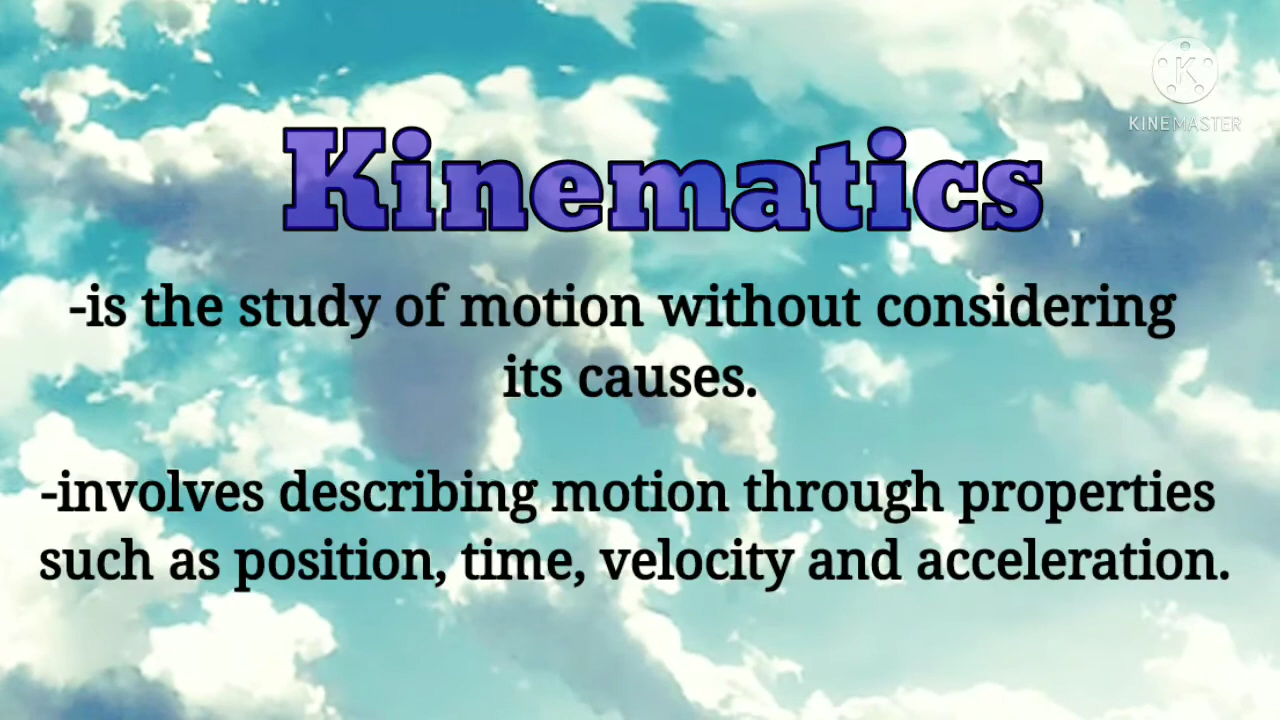 K
KINEMASTER
Kinematics
-is the study of motion without considering
its causes.
-involves describing motion through properties
such as position, time, velocity and acceleration.